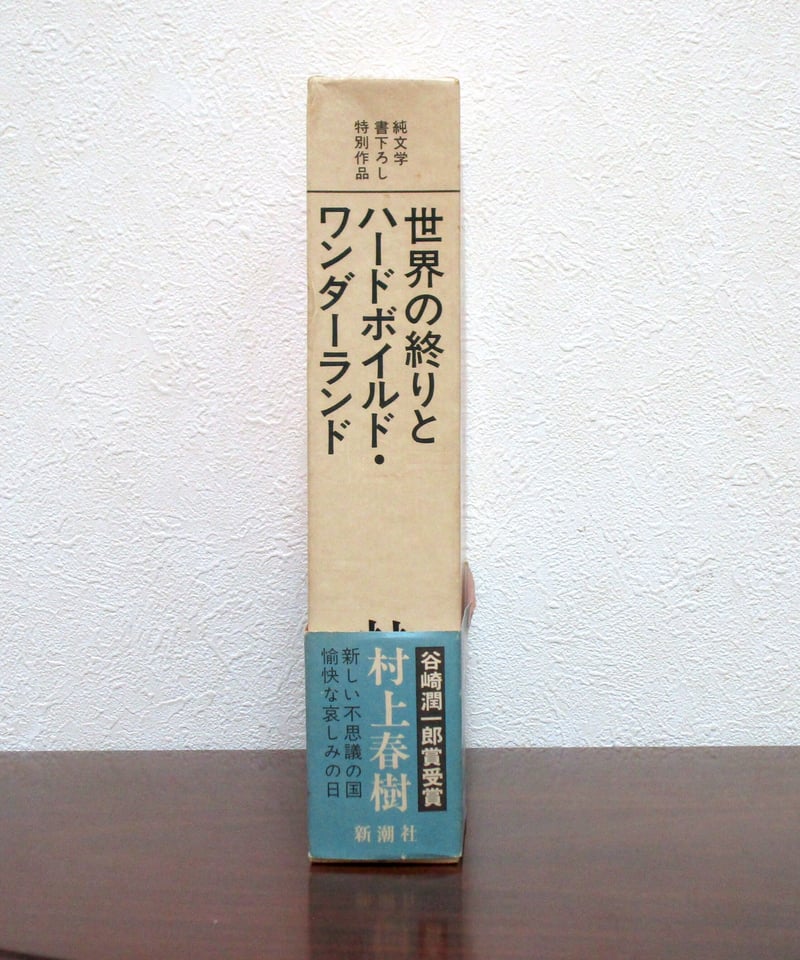 純文学
書下ろし
特別作品
世界の終りと
ハードボイルド・
ワンダーランド
谷崎潤一郎賞受賞
村上春樹
新しい不思議の国
愉快な哀しみの日
新潮社